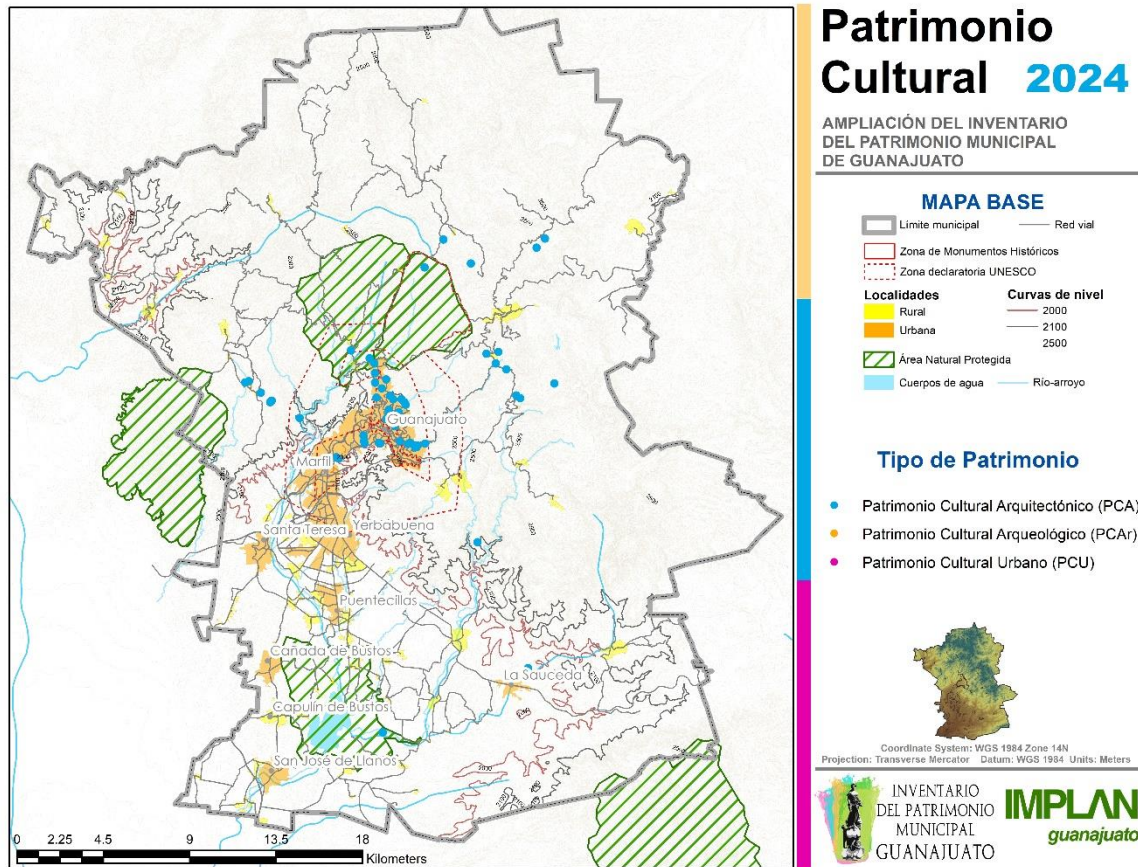 Patrimonio
Cultural 2024
AMPLIACIÓN DEL INVENTARIO
DEL PATRIMONIO MUNICIPAL
DE GUANAJUATO
MAPA BASE
Límite municipal
Red vial
Zona de Monumentos Históricos
Zona declaratoria UNESCO
Localidades
Rural
Urbana
Curvas de nivel
2000
2100
2500
Área Natural Protegida
Cuerpos de agua
Río-arroyo
Tipo de Patrimonio
Patrimonio Cultural Arquitectónico (PCA)
Patrimonio Cultural Arqueológico (PCAr)
Patrimonio Cultural Urbano (PCU)
Coordinate System: WGS 1984 Zone 14N
Projection: Transverse Mercator Datum: WGS 1984 Units: Meters
INVENTARIO
DEL PATRIMONIO
MUNICIPAL
GUANAJUATO
IMPLAN
guanajuato
Guanajuato
Marfil
Santa Teresa
Yerbabuena
Puentecillas
Cañada de Bustos
La Sauceda
Capulín de Bustos
San José de Llanos
0 2.25 4.5 9 13.5 18
Kilometers